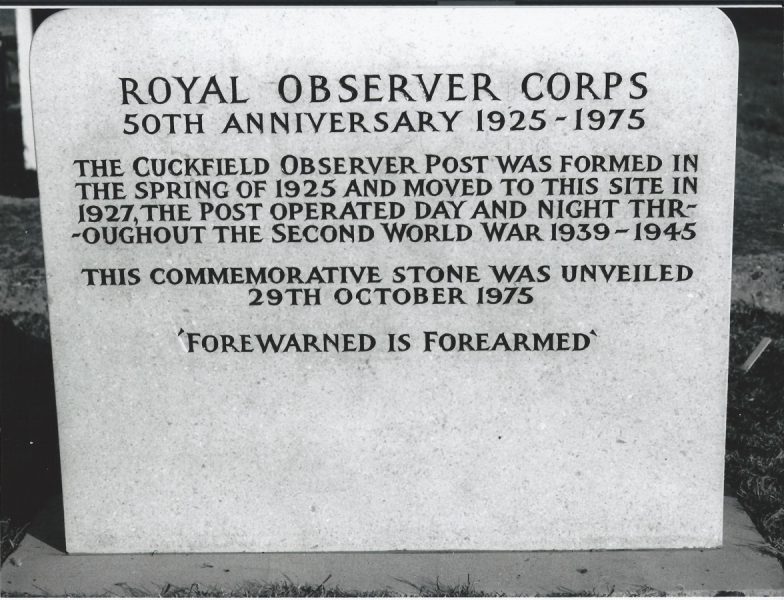 ROYAL OBSERVER CORPS
50TH ANNIVERSARY 1925-1975
THE CUCKFIELD OBSERVER POST WAS FORMED IN
THE SPRING OF 1925 AND MOVED TO THIS SITE IN
1927, THE POST OPERATED DAY AND NIGHT THR-
-OUGHOUT THE SECOND WORLD WAR 1939-1945
THIS COMMEMORATIVE STONE WAS UNVEILED
29TH OCTOBER 1975
'FOREWARNED IS FOREARMED'